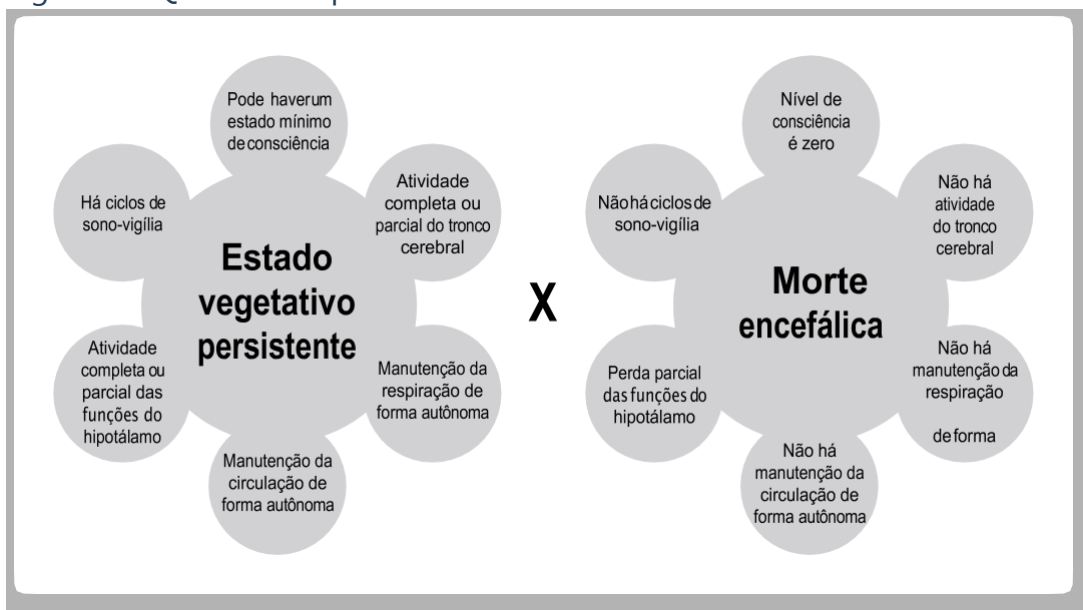 Pode haverum
estado mínimo
deconsciência
Há ciclos de
sono-vigília
Atividade
completa ou
parcial do tronco
cerebral
Estado
vegetativo
persistente
Atividade
completa ou
parcial das
funções do
hipotálamo
Manutenção da
respiração de
forma autônoma
Manutenção da
circulação de
forma autônoma
X
Nível de
consciência
é zero
Nãoháciclosde
sono-vigília
Não há
atividade
do tronco
cerebral
Morte
encefálica
Perda parcial
das funções do
hipotálamo
Não há
manutenção da
respiração
deforma
Não há
manutenção da
circulação de
forma autônoma